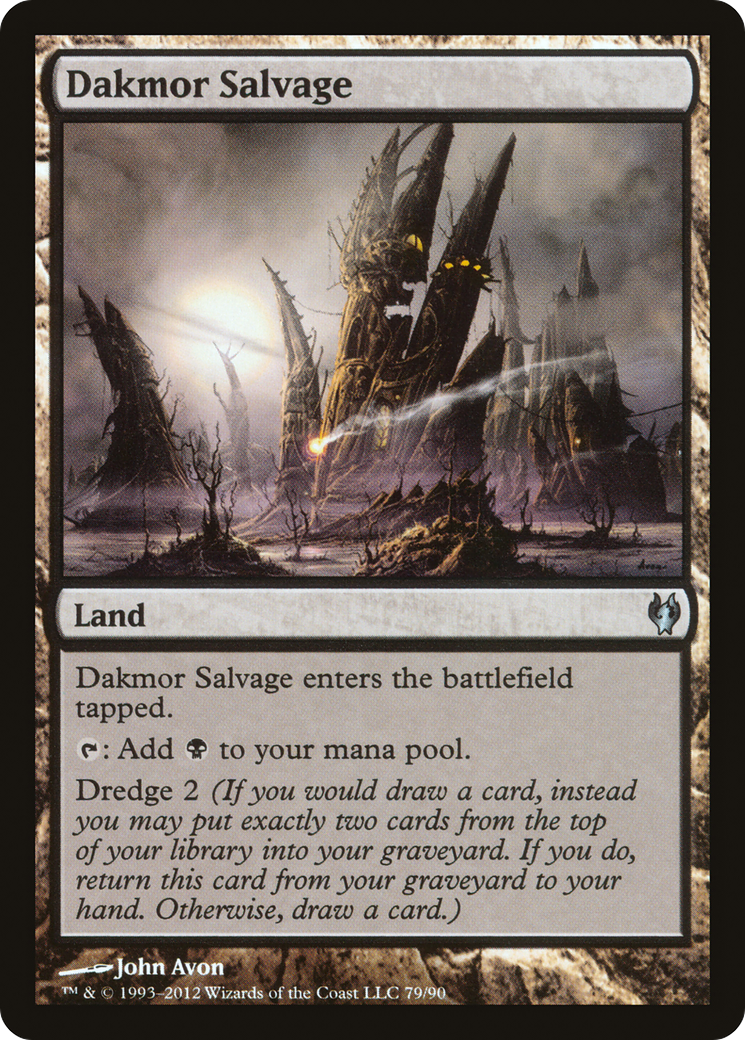 Dakmor Salvage
Avon
Land
Dakmor Salvage enters the battlefield
tapped.
: Add to your mana pool.
Dredge 2 (If you would draw a card, instead
you may put exactly two cards from the top
of your library into your graveyard. If you do,
return this card from your graveyard to your
hand. Otherwise, draw a card.)
John Avon
™ & © 1993–2012 Wizards of the Coast LLC 79/90